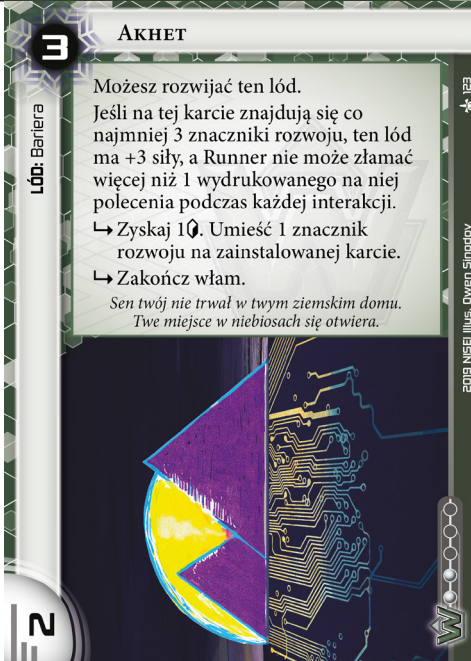 3
Akhet
LÓD: Bariera
Możesz rozwijać ten lód.
Jeśli na tej karcie znajdują się co
najmniej 3 znaczniki rozwoju, ten lód
ma +3 siły, a Runner nie może złamać
więcej niż 1 wydrukowanego na niej
polecenia podczas każdej interakcji.
↳ Zyskaj 1. Umieść 1 znacznik
rozwoju na zainstalowanej karcie.
↳ Zakończ włam.
Sen twój nie trwał w twym ziemskim domu.
Twe miejsce w niebiosach się otwiera.
2
123
2019 NISEI Illus. Owen Sinodov